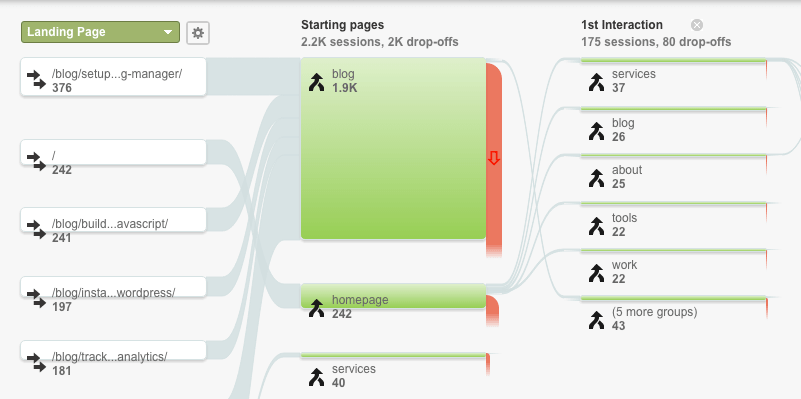 Landing Page
Starting pages
2.2K sessions, 2K drop-offs
1st Interaction
175 sessions, 80 drop-offs
/blog/setup...g-manager/
376
/
242
/blog/build...avascript/
241
/blog/insta...wordpress/
197
/blog/track...analytics/
181
blog
1.9K
homepage
242
services
40
services
37
blog
26
about
25
tools
22
work
22
(5 more groups)
43